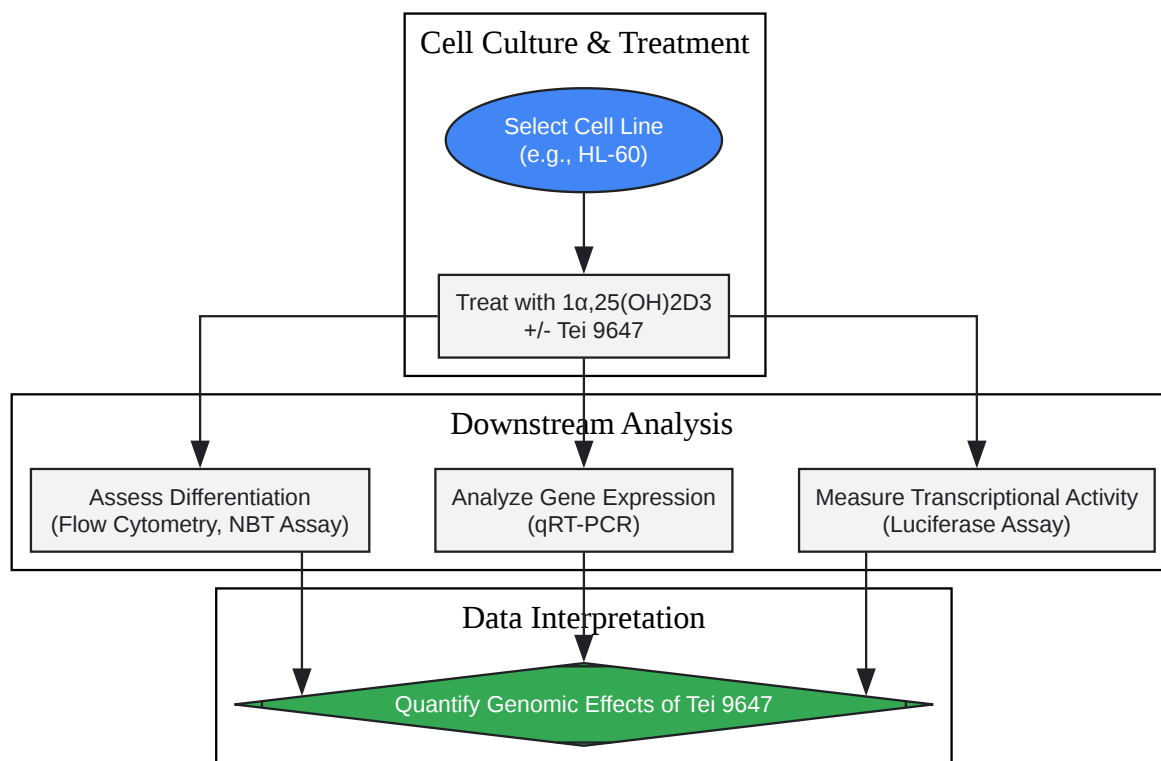 Cell Culture & Treatment
Select Cell Line
(e.g., HL-60)
Treat with 1α,25(OH)2D3
+/- Tei 9647
Downstream Analysis
Assess Differentiation
(Flow Cytometry, NBT Assay)
Analyze Gene Expression
(qRT-PCR)
Measure Transcriptional Activity
(Luciferase Assay)
Data Interpretation
Quantify Genomic Effects of Tei 9647